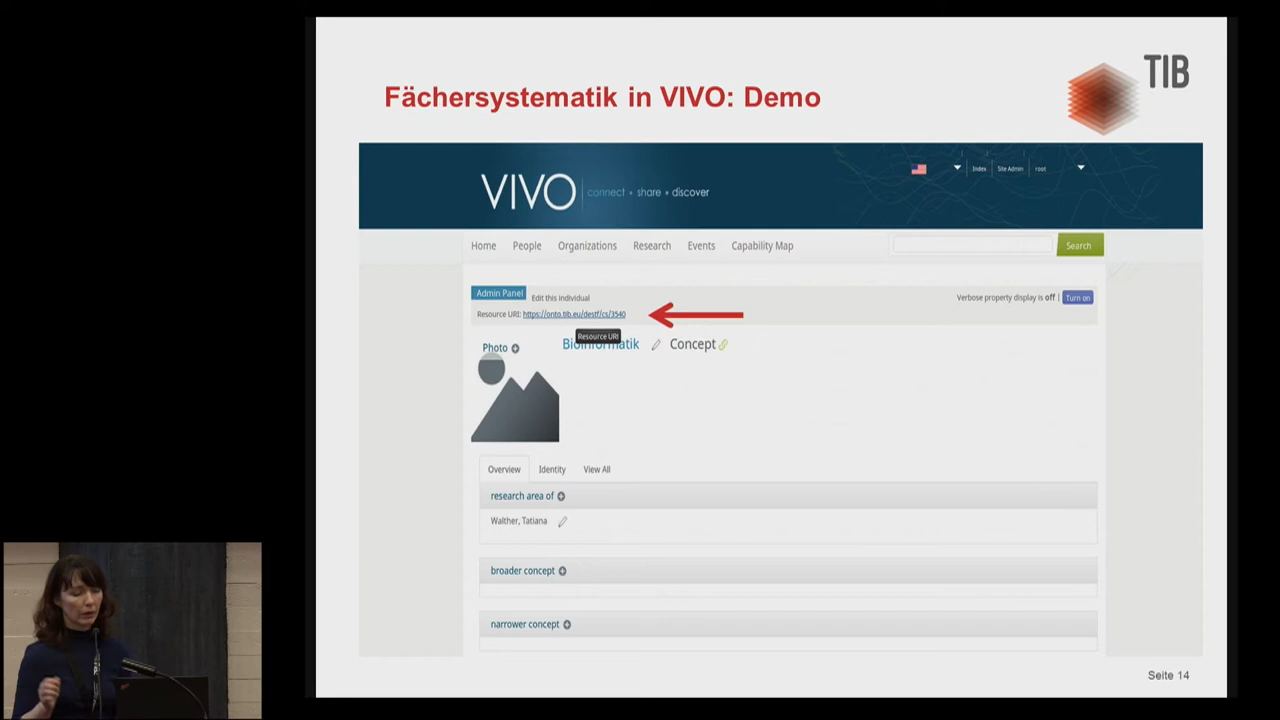 TIB
Fächersystematik in VIVO: Demo
VIVO connect • share • discover
Index Site Admin root
Home People Organizations Research Events Capability Map Search
Admin Panel Edit this individual Verbose property display is off | Turn on
Resource URI: https://onto.tib.eu/destf/cs/3540
Resource URI
Photo Bioinformatik Concept
Overview Identity View All
research area of
Walther, Tatiana
broader concept
narrower concept
Seite 14